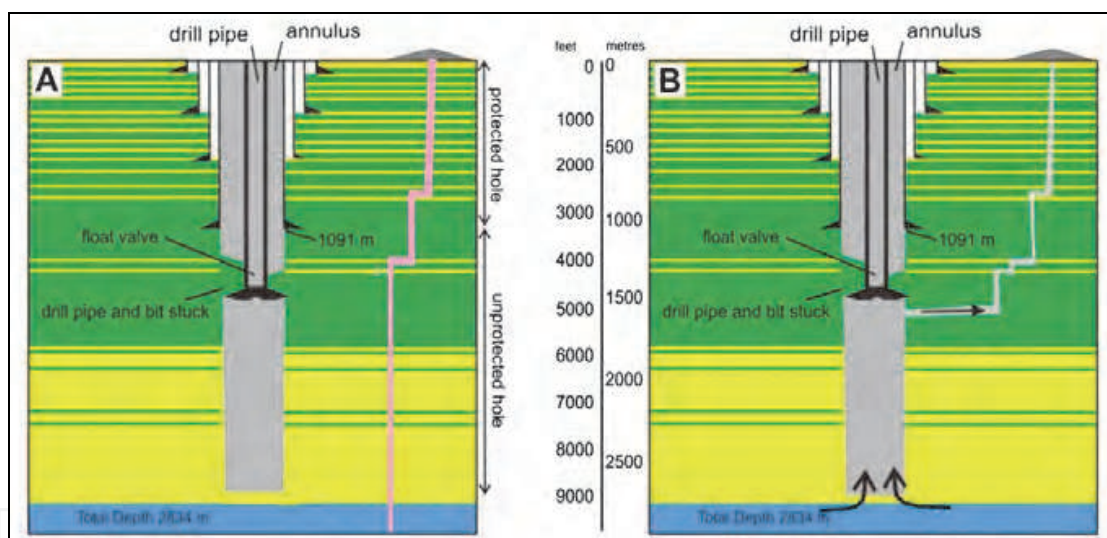 A
drill pipe
annulus
protected hole
float valve
1091 m
drill pipe and bit stuck
unprotected hole
Total Depth 2834 m
feet metres
0 0
1000
500
2000
3000
1000
4000
1500
5000
6000
2000
7000
8000
2500
9000
B
drill pipe
annulus
float valve
1091 m
drill pipe and bit stuck
Total Depth 2834 m